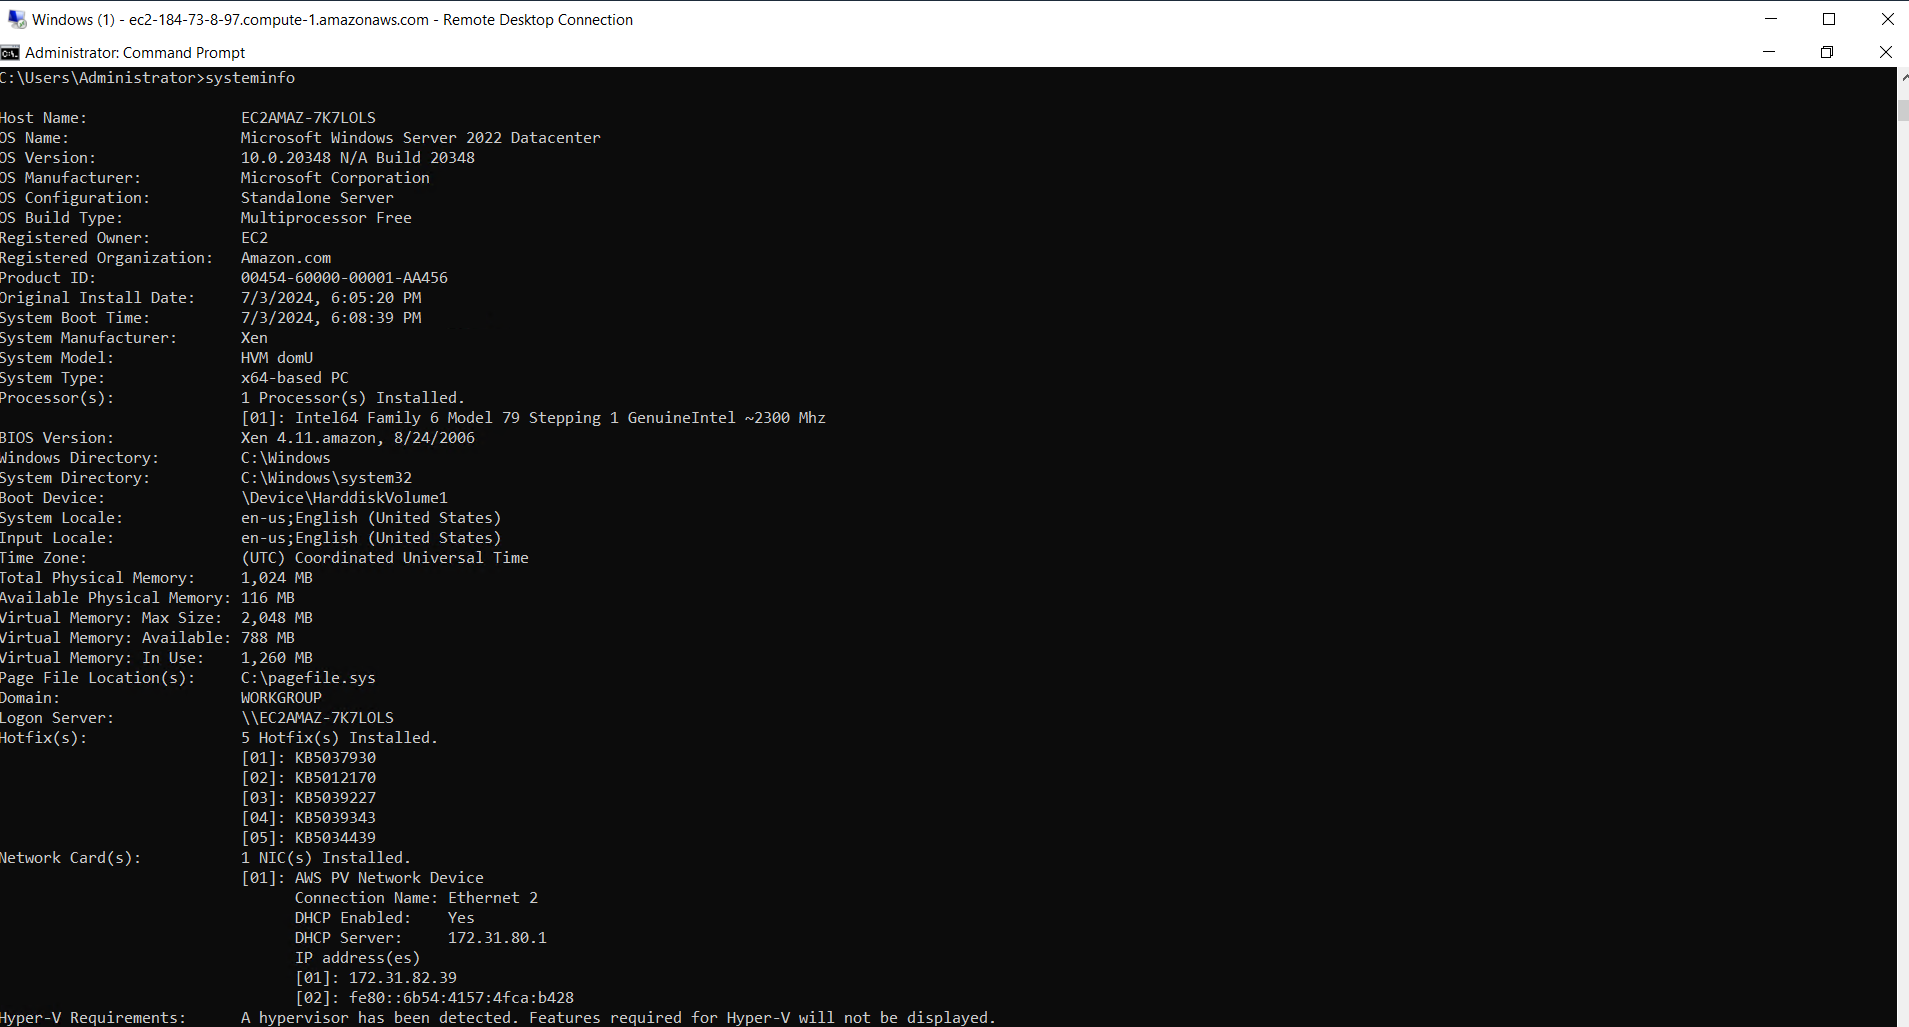 Windows (1) - ec2-184-73-8-97.compute-1.amazonaws.com - Remote Desktop Connection
Administrator: Command Prompt
C:\Users\Administrator>systeminfo
Host Name: EC2AMAZ-7K7LOLS
OS Name: Microsoft Windows Server 2022 Datacenter
OS Version: 10.0.20348 N/A Build 20348
OS Manufacturer: Microsoft Corporation
OS Configuration: Standalone Server
OS Build Type: Multiprocessor Free
Registered Owner: EC2
Registered Organization: Amazon.com
Product ID: 00454-60000-00001-AA456
Original Install Date: 7/3/2024, 6:05:20 PM
System Boot Time: 7/3/2024, 6:08:39 PM
System Manufacturer: Xen
System Model: HVM domU
System Type: x64-based PC
Processor(s): 1 Processor(s) Installed.
[01]: Intel64 Family 6 Model 79 Stepping 1 GenuineIntel ~2300 Mhz
BIOS Version: Xen 4.11.amazon, 8/24/2006
Windows Directory: C:\Windows
System Directory: C:\Windows\system32
Boot Device: \Device\HarddiskVolume1
System Locale: en-us;English (United States)
Input Locale: en-us;English (United States)
Time Zone: (UTC) Coordinated Universal Time
Total Physical Memory: 1,024 MB
Available Physical Memory: 116 MB
Virtual Memory: Max Size: 2,048 MB
Virtual Memory: Available: 788 MB
Virtual Memory: In Use: 1,260 MB
Page File Location(s): C:\pagefile.sys
Domain: WORKGROUP
Logon Server: \\EC2AMAZ-7K7LOLS
Hotfix(s): 5 Hotfix(s) Installed.
[01]: KB5037930
[02]: KB5012170
[03]: KB5039227
[04]: KB5039343
[05]: KB5034439
Network Card(s): 1 NIC(s) Installed.
[01]: AWS PV Network Device
Connection Name: Ethernet 2
DHCP Enabled: Yes
DHCP Server: 172.31.80.1
IP address(es)
[01]: 172.31.82.39
[02]: fe80::6b54:4157:4fca:b428
Hyper-V Requirements: A hypervisor has been detected. Features required for Hyper-V will not be displayed.